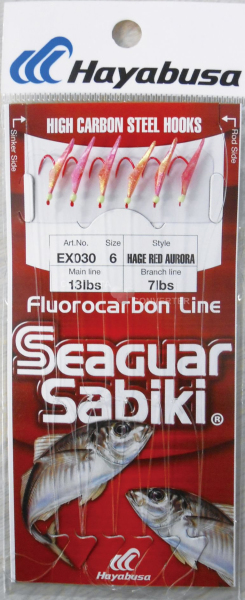 Hayabusa
HIGH CARBON STEEL HOOKS
Sinker Side
Rod Side
Art.No. Size Style
EX030 6 HAGE RED AURORA
Main line Branch line
13lbs 7lbs
CONVERTER
Fluorocarbon Line
Seaguar
Sabiki®
Hayabusa